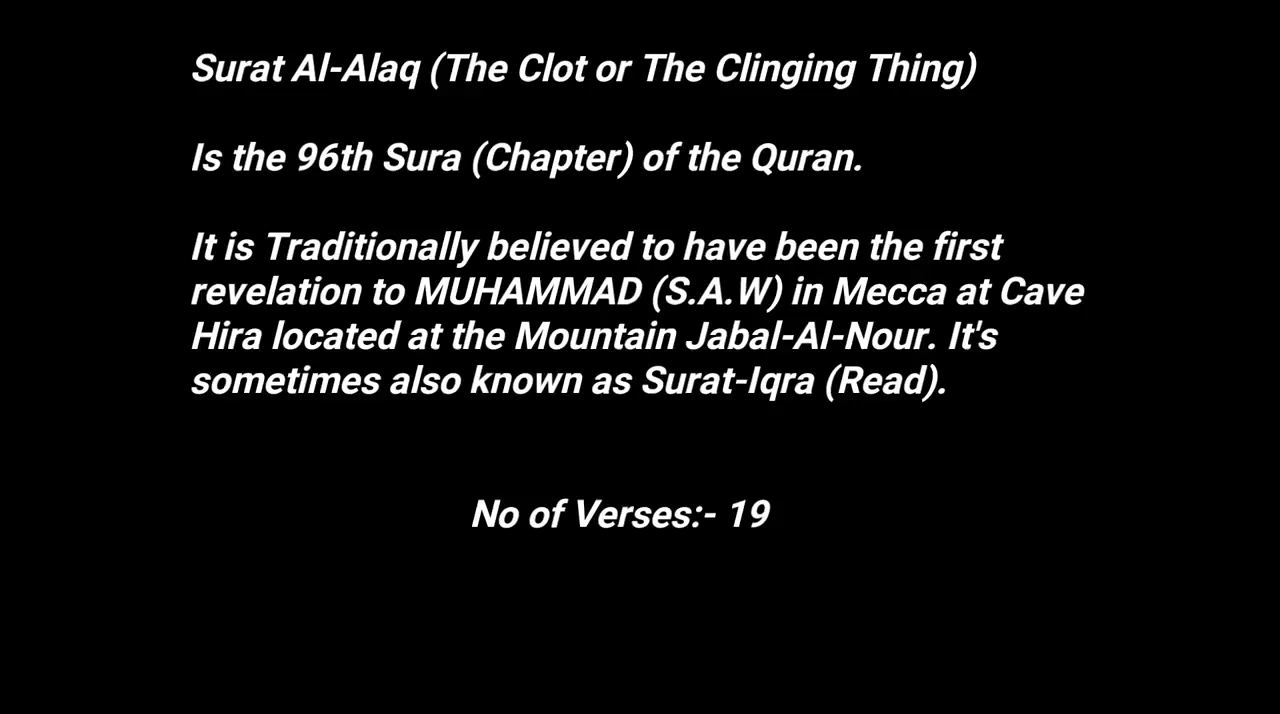 Surat Al-Alaq (The Clot or The Clinging Thing)
Is the 96th Sura (Chapter) of the Quran.
It is Traditionally believed to have been the first
revelation to MUHAMMAD (S.A.W) in Mecca at Cave
Hira located at the Mountain Jabal-Al-Nour. It's
sometimes also known as Surat-Iqra (Read).
No of Verses:- 19